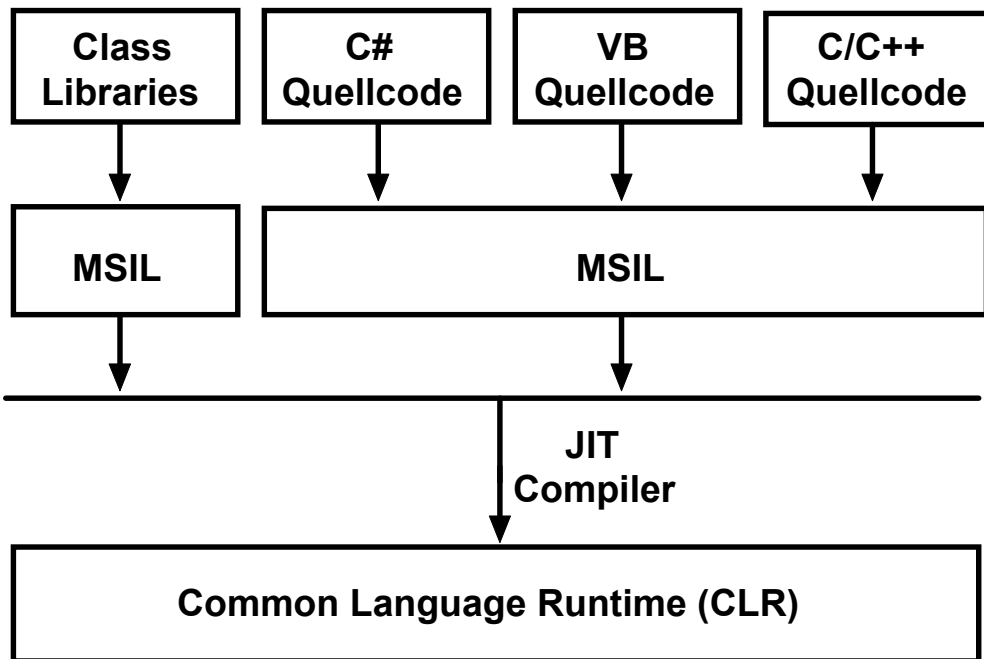 Class
Libraries
C#
Quellcode
VB
Quellcode
C/C++
Quellcode
MSIL
MSIL
JIT
Compiler
Common Language Runtime (CLR)